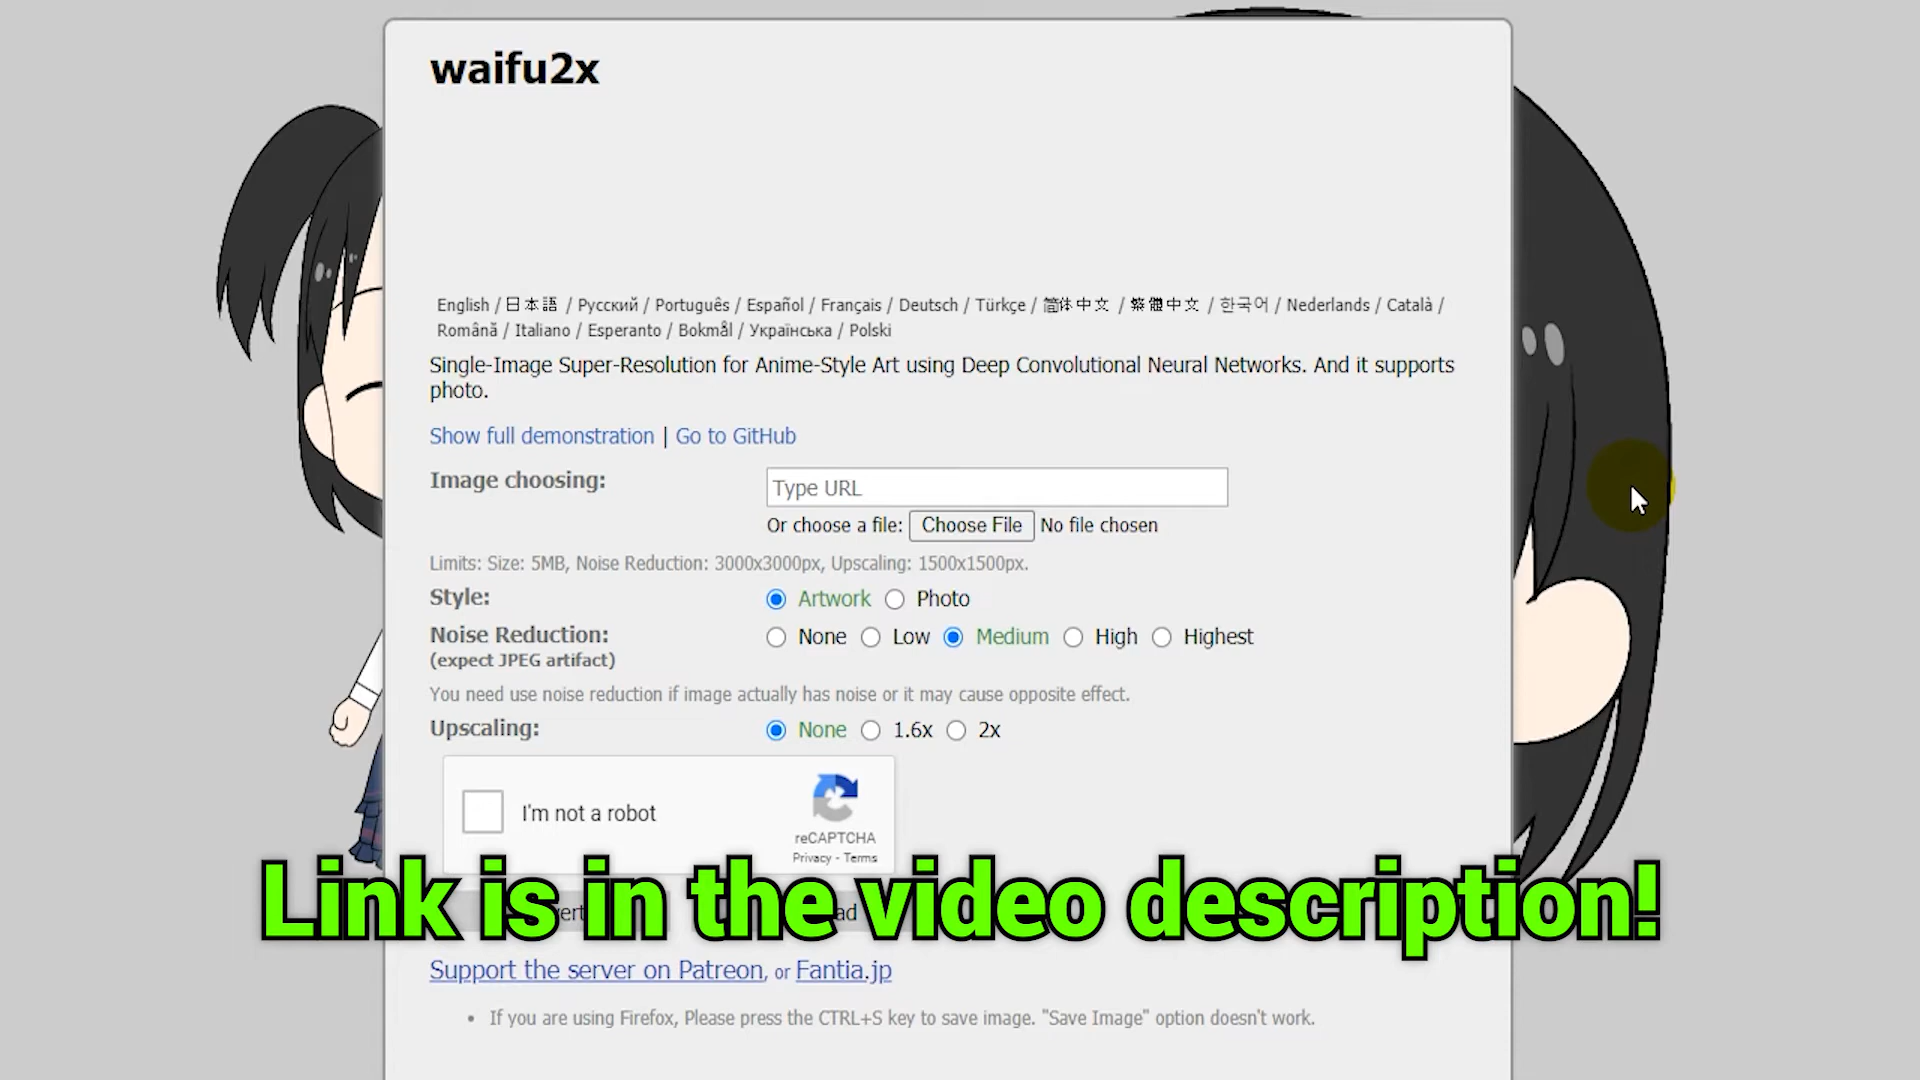 waifu2x
English / 日本語 / Русский / Português / Español / Français / Deutsch / Türkçe / 简体中文 / 繁體中文 / 한국어 / Nederlands / Català /
Română / Italiano / Esperanto / Bokmål / Українська / Polski
Single-Image Super-Resolution for Anime-Style Art using Deep Convolutional Neural Networks. And it supports
photo.
Show full demonstration | Go to GitHub
Image choosing: Type URL
Or choose a file: Choose File No file chosen
Limits: Size: 5MB, Noise Reduction: 3000x3000px, Upscaling: 1500x1500px.
Style: Artwork Photo
Noise Reduction: None Low Medium High Highest
(expect JPEG artifact)
You need use noise reduction if image actually has noise or it may cause opposite effect.
Upscaling: None 1.6x 2x
I'm not a robot
reCAPTCHA
Privacy - Terms
Link is in the video description!
Support the server on Patreon, or Fantia.jp
If you are using Firefox, Please press the CTRL+S key to save image. "Save Image" option doesn't work.